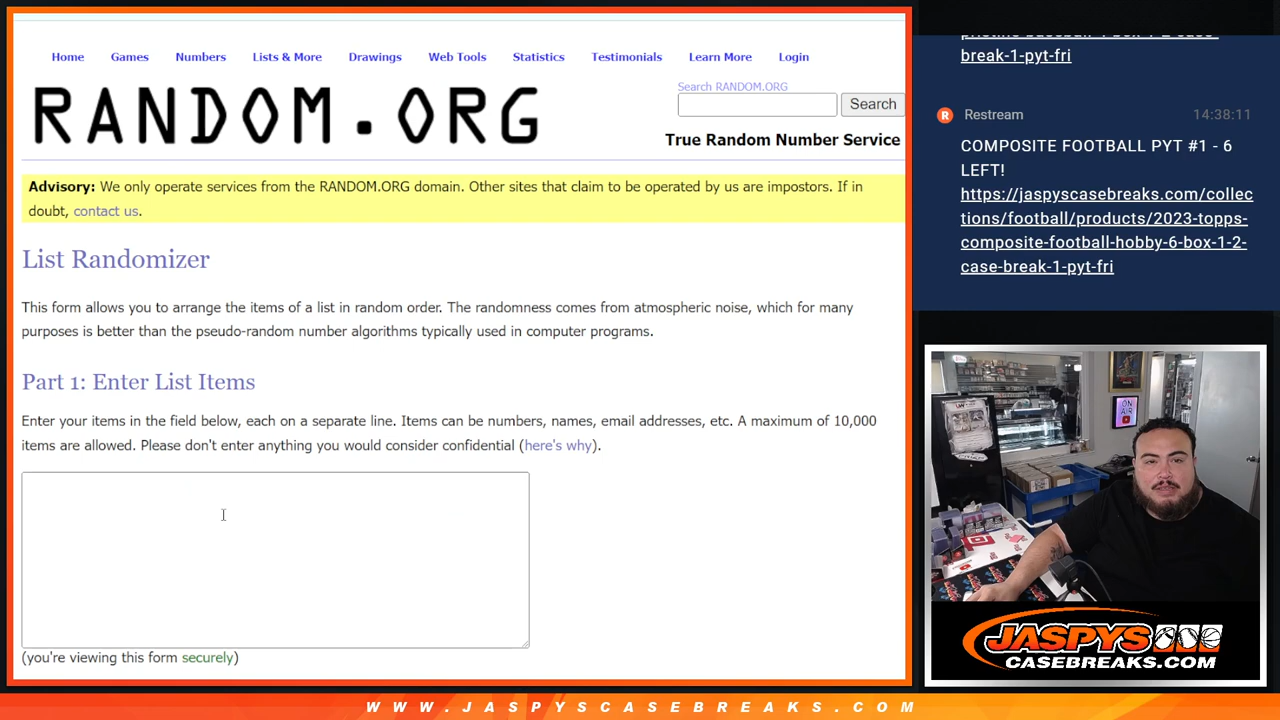 Home Games Numbers Lists & More Drawings Web Tools Statistics Testimonials Learn More Login
RANDOM.ORG
Search RANDOM.ORG
Search
True Random Number Service
Advisory: We only operate services from the RANDOM.ORG domain. Other sites that claim to be operated by us are impostors. If in
doubt, contact us.
List Randomizer
This form allows you to arrange the items of a list in random order. The randomness comes from atmospheric noise, which for many
purposes is better than the pseudo-random number algorithms typically used in computer programs.
Part 1: Enter List Items
Enter your items in the field below, each on a separate line. Items can be numbers, names, email addresses, etc. A maximum of 10,000
items are allowed. Please don't enter anything you would consider confidential (here's why).
(you're viewing this form securely)
break-1-pyt-fri
R Restream 14:38:11
COMPOSITE FOOTBALL PYT #1 - 6
LEFT!
https://jaspyscasebreaks.com/collec
tions/football/products/2023-topps-
composite-football-hobby-6-box-1-2-
case-break-1-pyt-fri
ON
AIR
JASPYS
CASEBREAKS.COM
WWW.JASPYSCASEBREAKS.COM